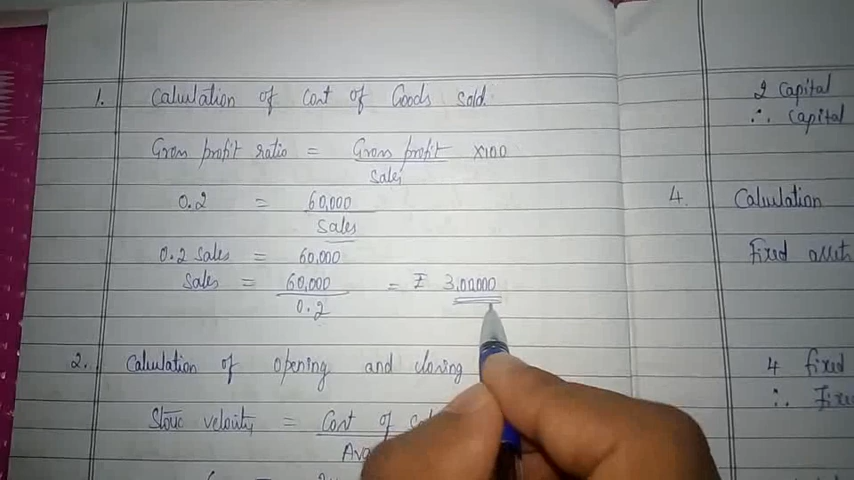 1. Calculation of Cost of Goods sold.
Gross profit ratio = Gross profit x100
Sales
0.2 = 60,000
Sales
0.2 Sales = 60,000
Sales = 60,000 = ₹ 3,00,000
0.2
2. Calculation of opening and closing
Stock velocity = Cost of
2 Capital
∴ Capital
4. Calculation
Fixed assets
4 fixed
∴ Fixed